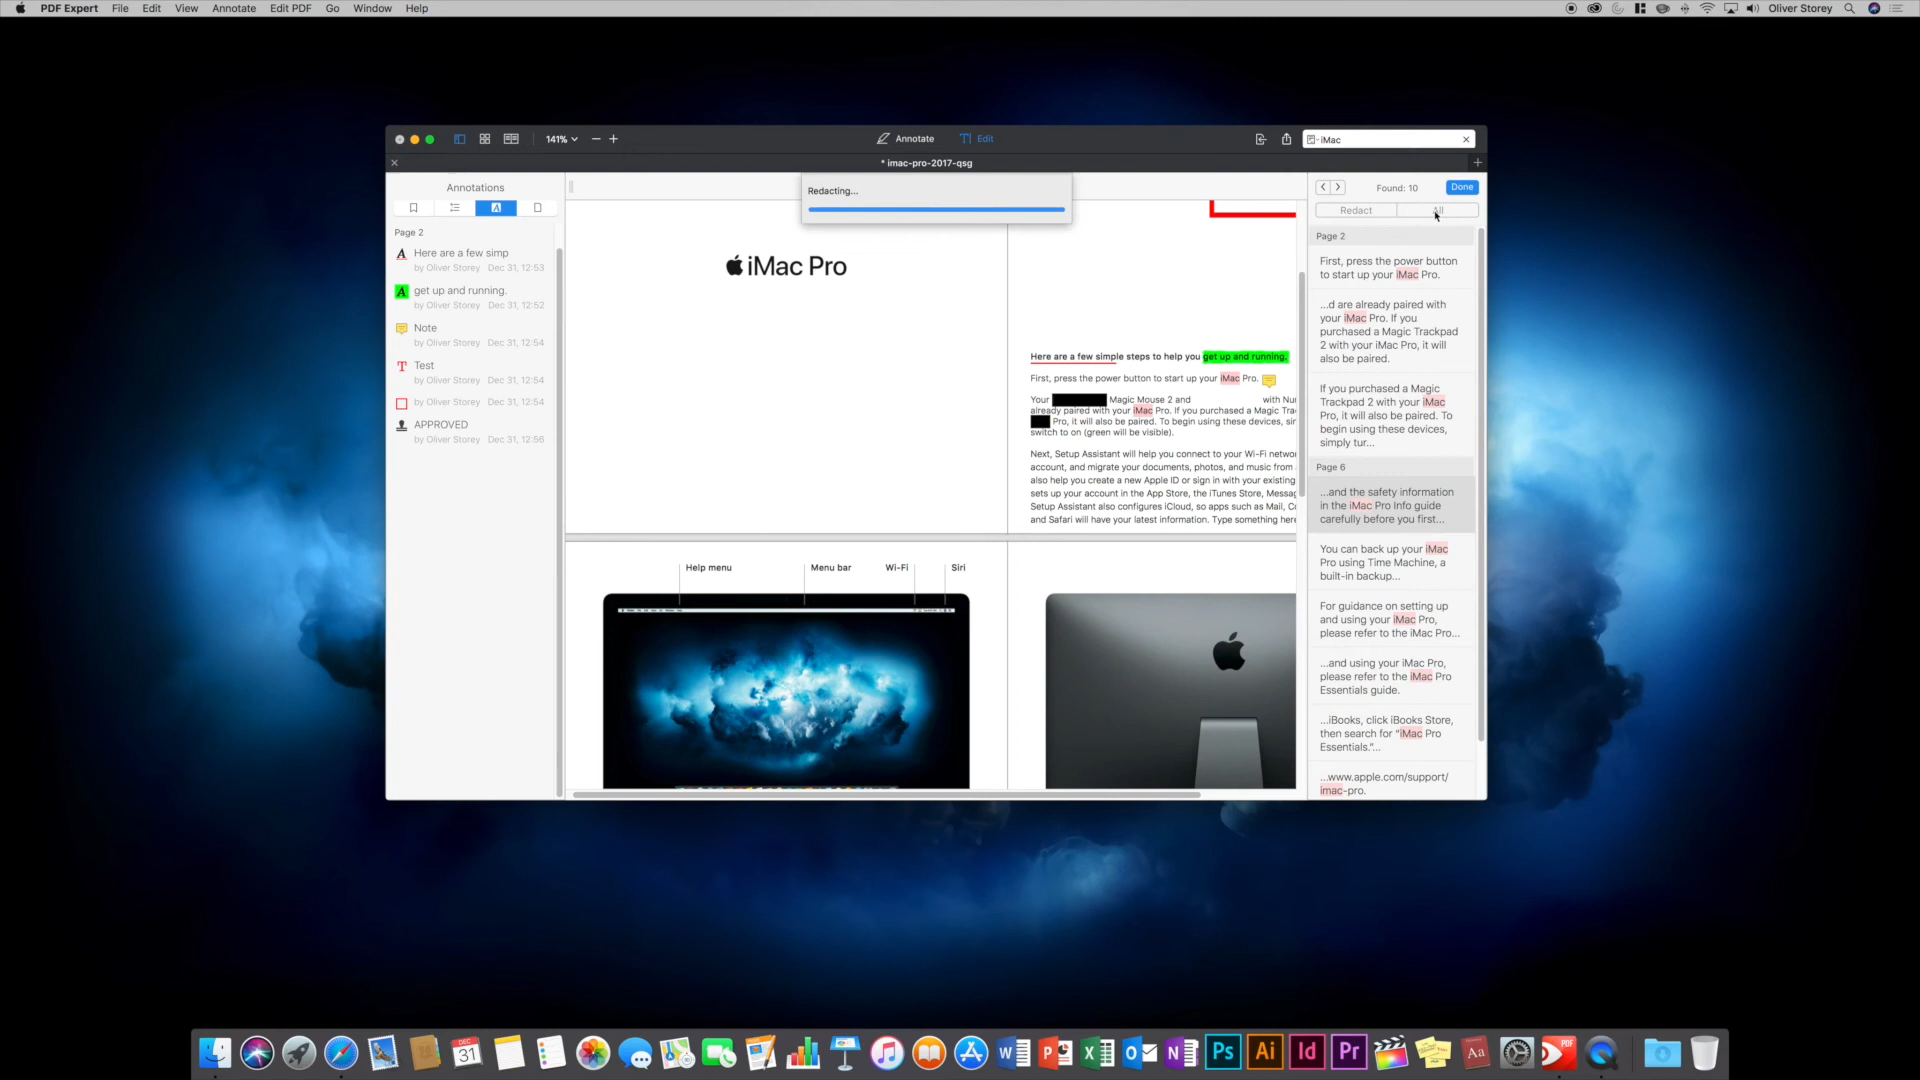 PDF Expert File Edit View Annotate Edit PDF Go Window Help
Oliver Storey
141%
Annotate
Edit
iMac
* imac-pro-2017-qsg
Annotations
Page 2
Here are a few simp
by Oliver Storey Dec 31, 12:53
get up and running.
by Oliver Storey Dec 31, 12:52
Note
by Oliver Storey Dec 31, 12:54
Test
by Oliver Storey Dec 31, 12:54
by Oliver Storey Dec 31, 12:54
APPROVED
by Oliver Storey Dec 31, 12:56
Redacting...
iMac Pro
Here are a few simple steps to help you get up and running.
First, press the power button to start up your iMac Pro.
Your Magic Mouse 2 and with Nur
already paired with your iMac Pro. If you purchased a Magic Tra
Pro, it will also be paired. To begin using these devices, sir
switch to on (green will be visible).
Next, Setup Assistant will help you connect to your Wi-Fi networ
account, and migrate your documents, photos, and music from
also help you create a new Apple ID or sign in with your existing
sets up your account in the App Store, the iTunes Store, Messag
Setup Assistant also configures iCloud, so apps such as Mail, Co
and Safari will have your latest information. Type something here
Help menu
Menu bar
Wi-Fi
Siri
Found: 10
Done
Redact
All
Page 2
First, press the power button
to start up your iMac Pro.
...d are already paired with
your iMac Pro. If you
purchased a Magic Trackpad
2 with your iMac Pro, it will
also be paired.
If you purchased a Magic
Trackpad 2 with your iMac
Pro, it will also be paired. To
begin using these devices,
simply tur...
Page 6
...and the safety information
in the iMac Pro Info guide
carefully before you first...
You can back up your iMac
Pro using Time Machine, a
built-in backup...
For guidance on setting up
and using your iMac Pro,
please refer to the iMac Pro...
...and using your iMac Pro,
please refer to the iMac Pro
Essentials guide.
...iBooks, click iBooks Store,
then search for “iMac Pro
Essentials.”...
...www.apple.com/support/
imac-pro.
DEC
31
W
P
X
O
N
Ps
Ai
Id
Pr
Aa
PDF